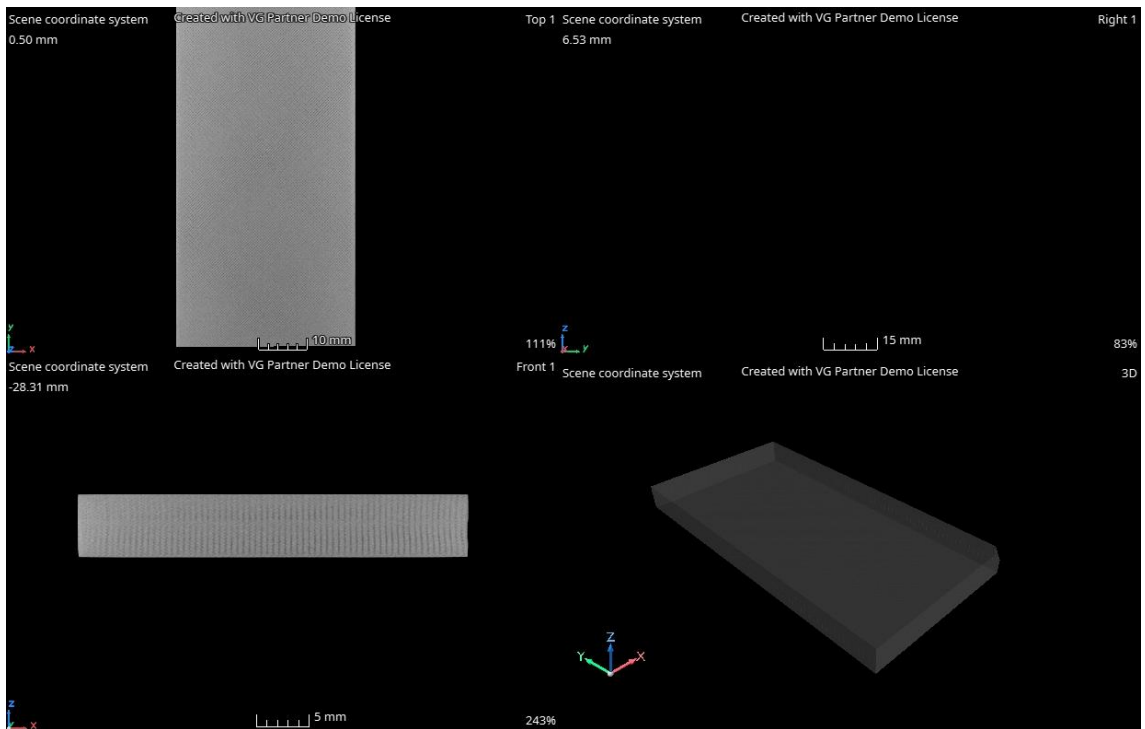 Scene coordinate system
Created with VG Partner Demo License
Top 1
0.50 mm
y
z
x
10 mm
111%
Scene coordinate system
Created with VG Partner Demo License
Right 1
6.53 mm
z
x
y
15 mm
83%
Scene coordinate system
Created with VG Partner Demo License
Front 1
-28.31 mm
z
x
5 mm
243%
Scene coordinate system
Created with VG Partner Demo License
3D
Z
Y
X